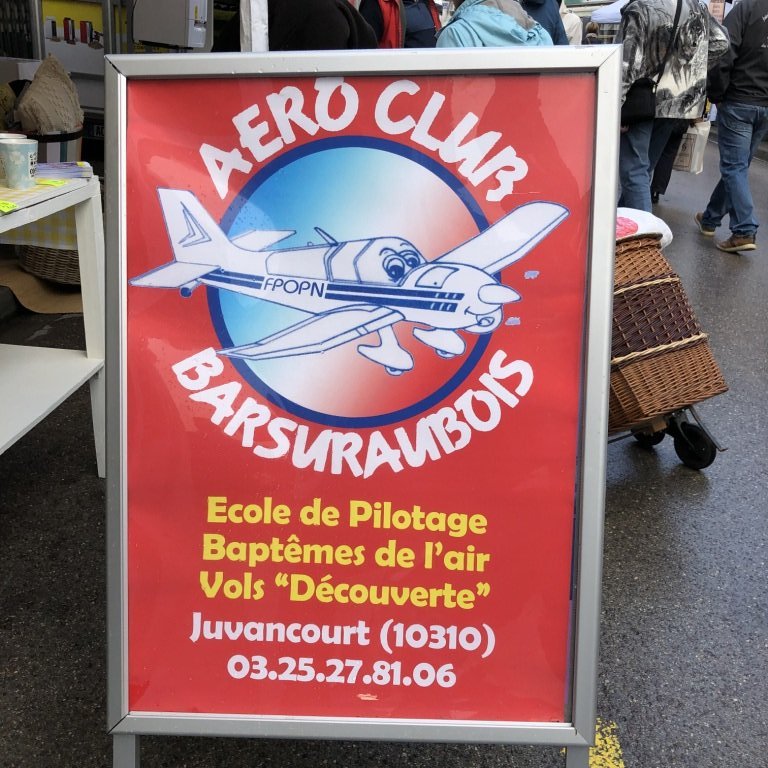 AERO CLUB
FPOPN
BARSURAUBOIS
Ecole de Pilotage
Baptêmes de l'air
Vols “Découverte”
Juvancourt (10310)
03.25.27.81.06